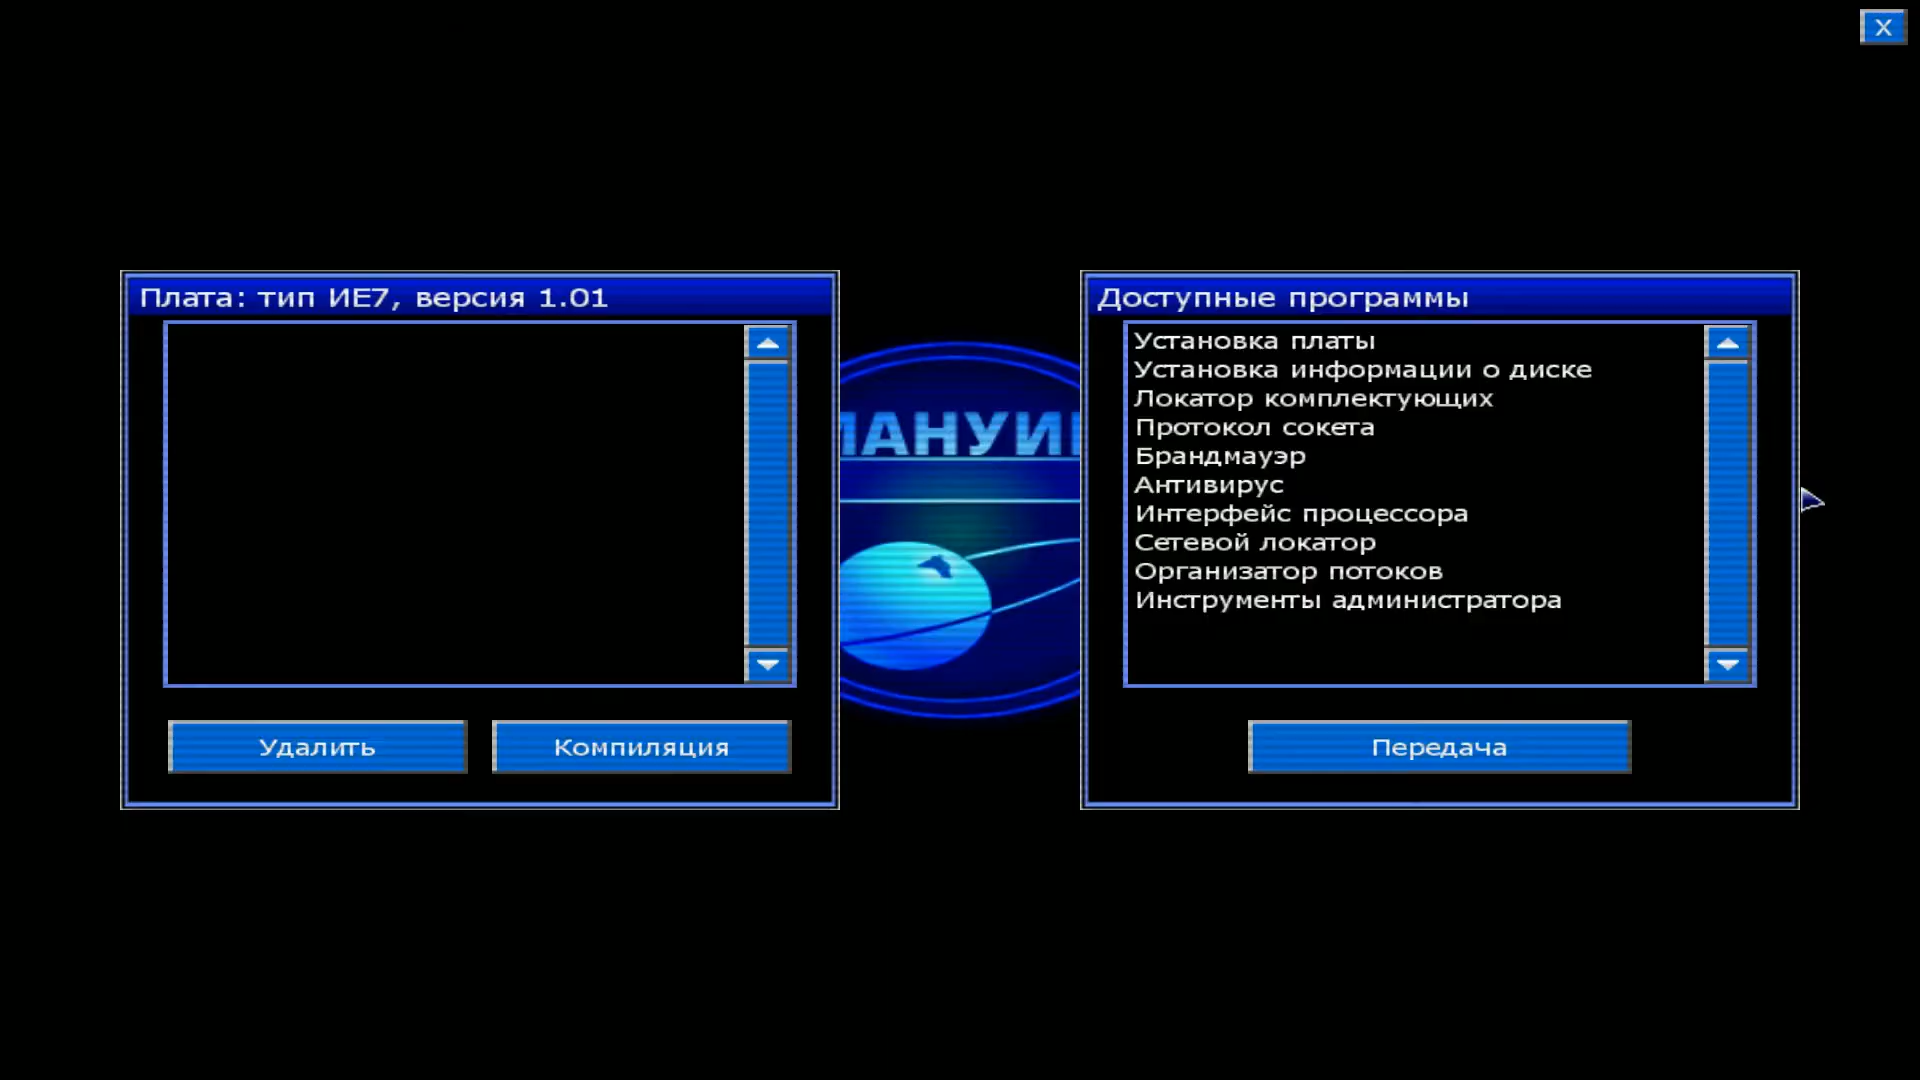 X
Плата: тип ИЕ7, версия 1.01
Удалить
Компиляция
Доступные программы
Установка платы
Установка информации о диске
Локатор комплектующих
Протокол сокета
Брандмауэр
Антивирус
Интерфейс процессора
Сетевой локатор
Организатор потоков
Инструменты администратора
Передача